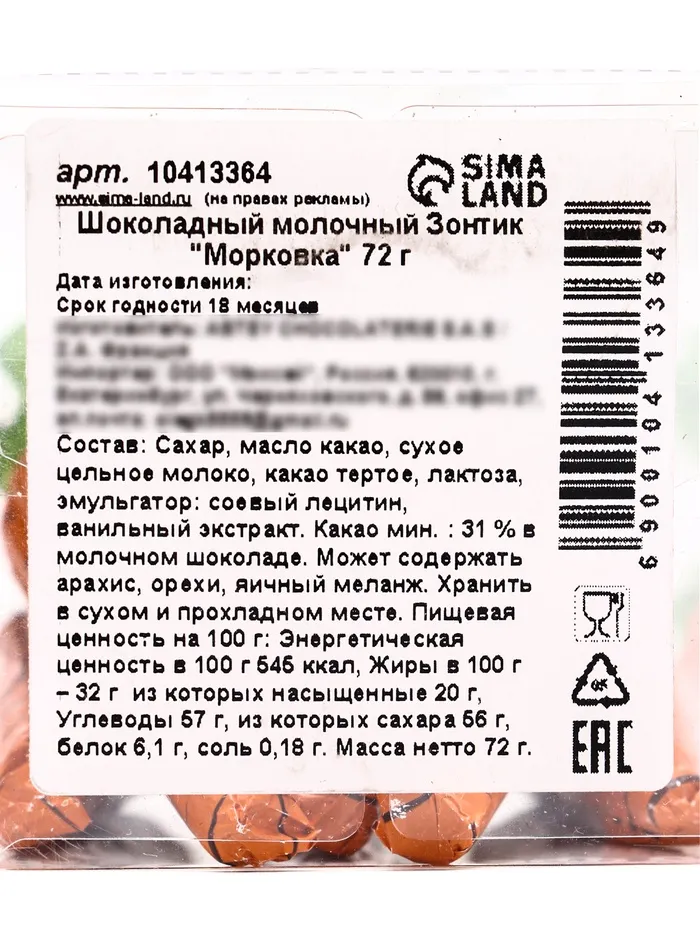 арт. 10413364
SIMA
LAND
www.sima-land.ru (на правах рекламы)
Шоколадный молочный Зонтик
"Морковка" 72 г
Дата изготовления:
Срок годности 18 месяцев
Состав: Сахар, масло какао, сухое
цельное молоко, какао тертое, лактоза,
эмульгатор: соевый лецитин,
ванильный экстракт. Какао мин. : 31 % в
молочном шоколаде. Может содержать
арахис, орехи, яичный меланж. Хранить
в сухом и прохладном месте. Пищевая
ценность на 100 г: Энергетическая
ценность в 100 г 545 ккал, Жиры в 100 г
– 32 г из которых насыщенные 20 г,
Углеводы 57 г, из которых сахара 56 г,
белок 6,1 г, соль 0,18 г. Масса нетто 72 г.
6900104133649
EAC